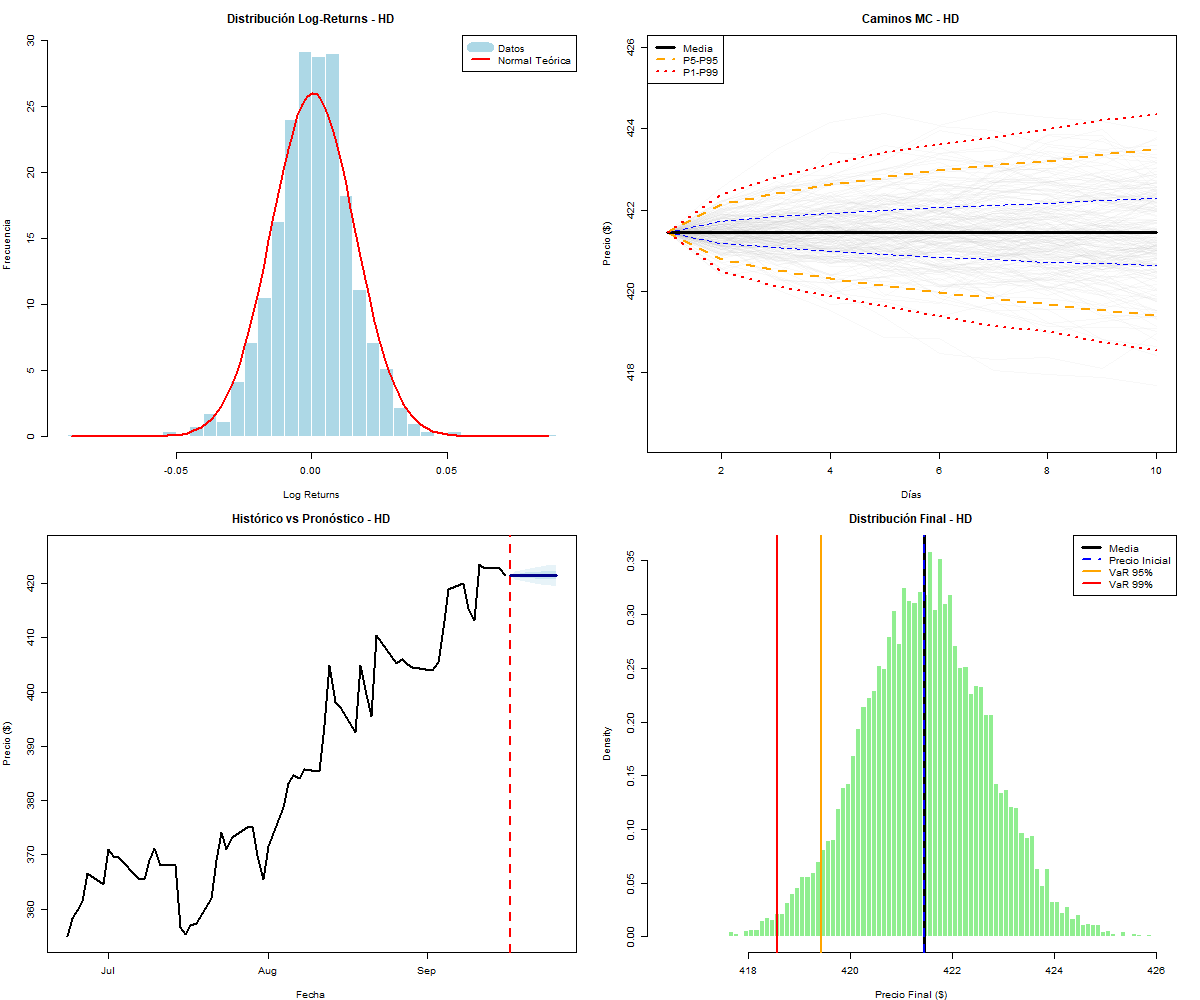 Distribución Log-Returns - HD
Datos
Normal Teórica
Frecuencia
30
25
20
15
10
5
0
-0.05
0.00
0.05
Log Returns
Caminos MC - HD
Media
P5-P95
P1-P99
Precio ($)
426
424
422
420
418
2
4
6
8
10
Días
Histórico vs Pronóstico - HD
Precio ($)
420
410
400
390
380
370
360
Jul
Aug
Sep
Fecha
Distribución Final - HD
Media
Precio Inicial
VaR 95%
VaR 99%
Density
0.35
0.30
0.25
0.20
0.15
0.10
0.05
0.00
418
420
422
424
426
Precio Final ($)